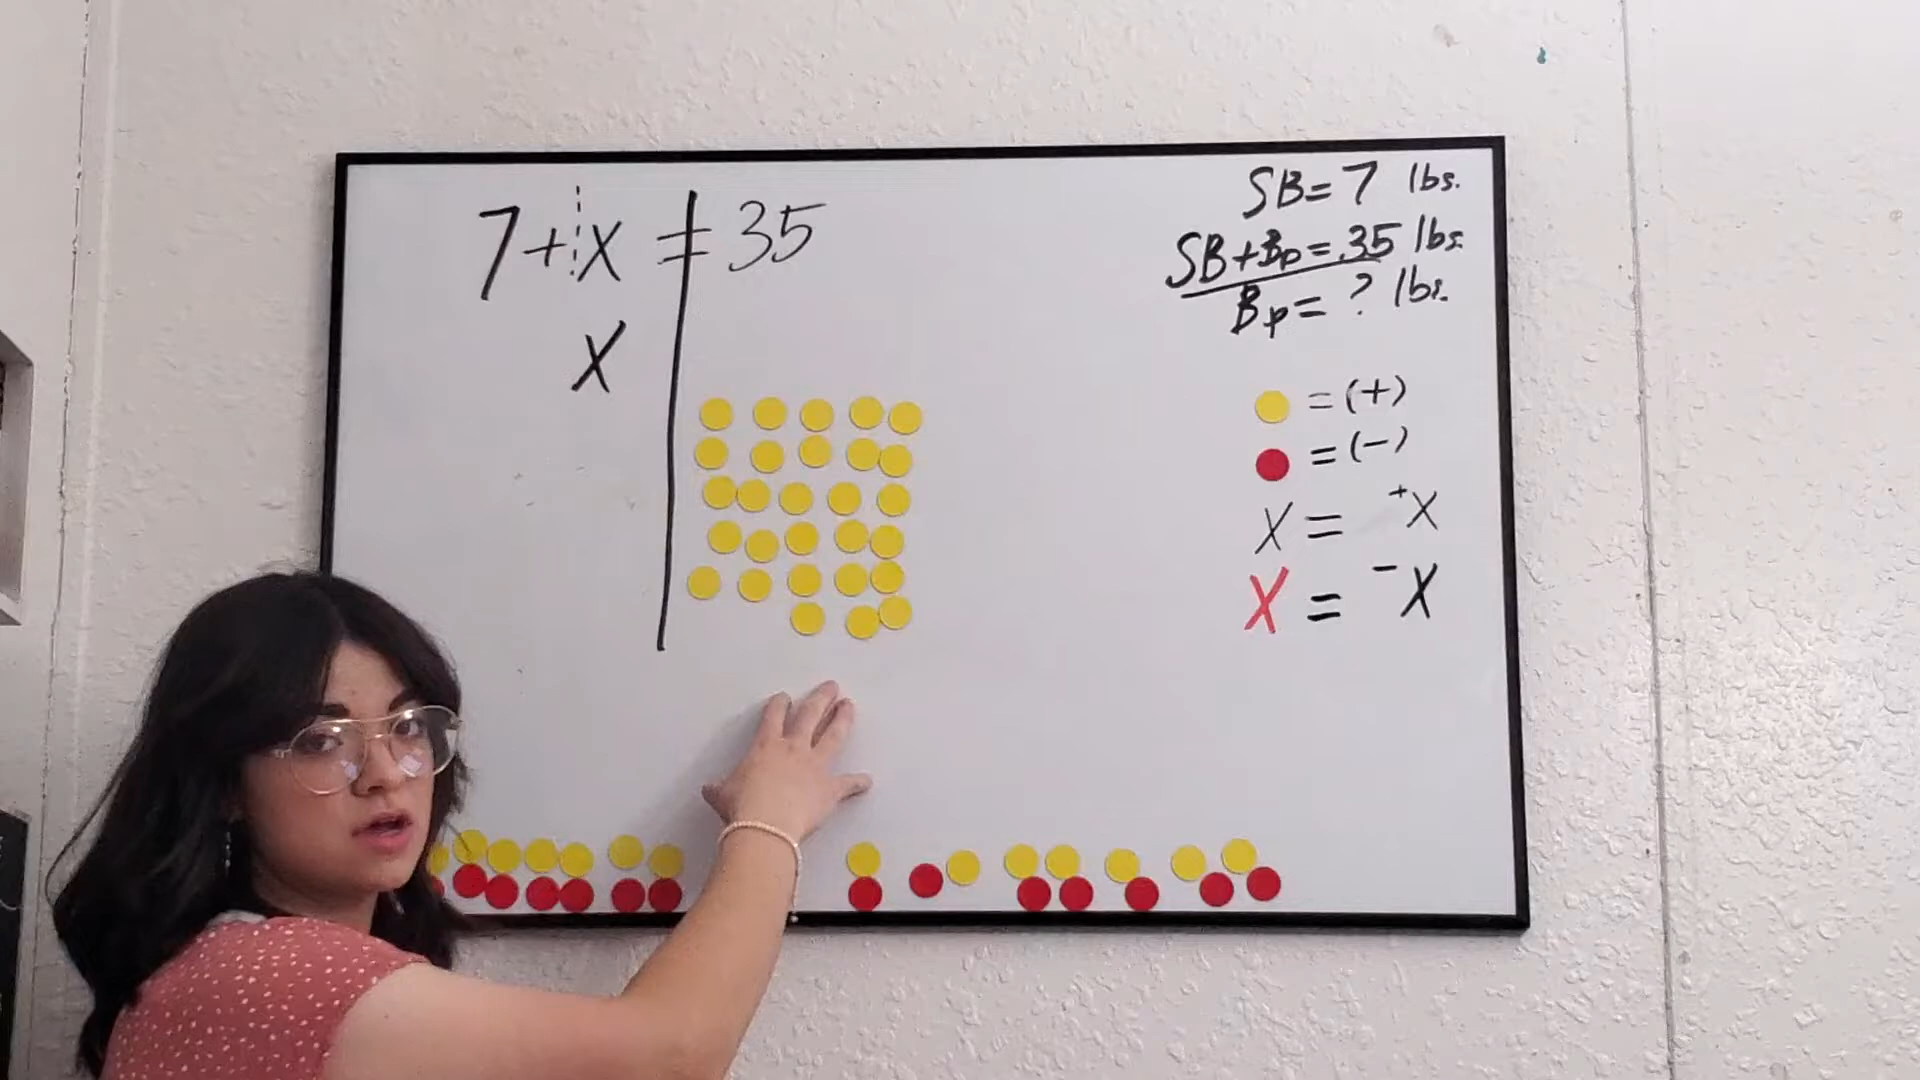 7+x = 35
x
SB=7 lbs.
SB+Bp=35 lbs.
Bp=? lbs.
=(+)
=(-)
X = +X
X = -X